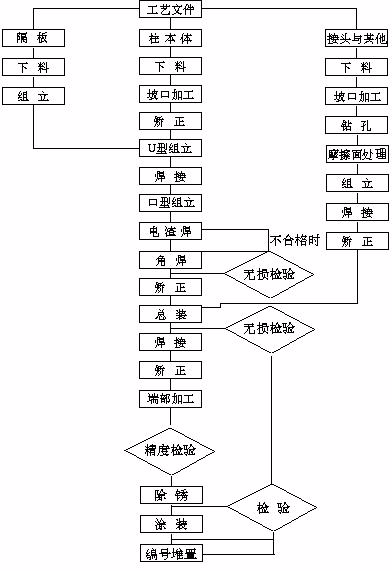 工艺文件
隔板
柱本体
接头与其他
下料
下料
下料
组立
坡口加工
坡口加工
矫正
钻孔
U型组立
摩擦面处理
焊接
组立
口型组立
焊接
电渣焊
不合格时
矫正
角焊
无损检验
矫正
总装
无损检验
焊接
矫正
端部加工
精度检验
除锈
检验
涂装
编号堆置